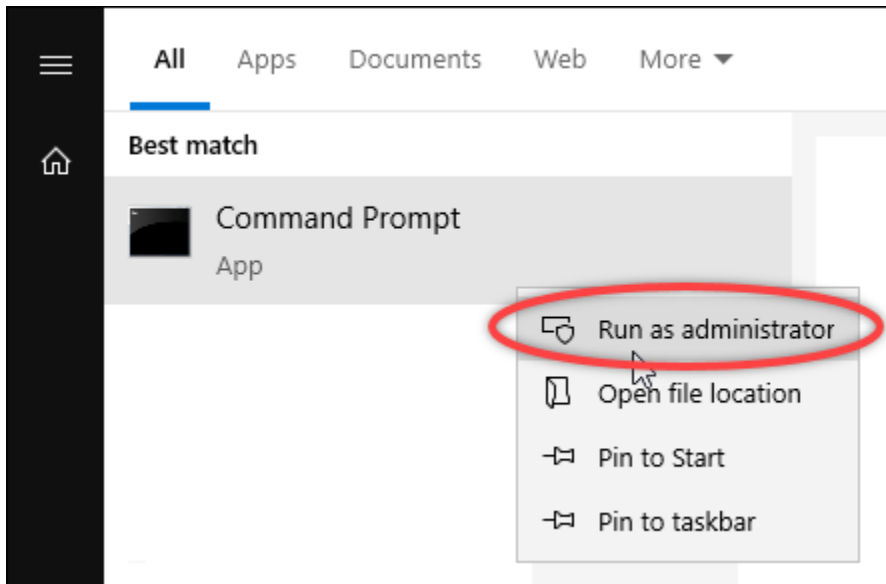 All Apps Documents Web More
Best match
Command Prompt
App
Run as administrator
Open file location
Pin to Start
Pin to taskbar